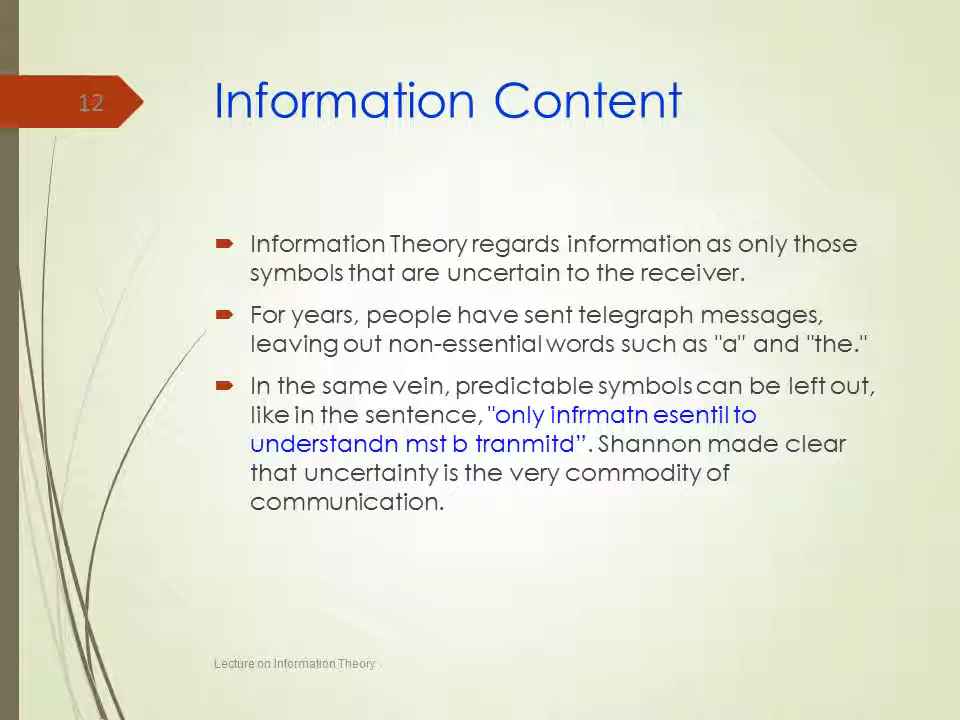 12
Information Content
Information Theory regards information as only those
symbols that are uncertain to the receiver.
For years, people have sent telegraph messages,
leaving out non-essential words such as "a" and "the."
In the same vein, predictable symbols can be left out,
like in the sentence, "only infrmatn esentil to
understandn mst b tranmitd”. Shannon made clear
that uncertainty is the very commodity of
communication.
Lecture on Information Theory